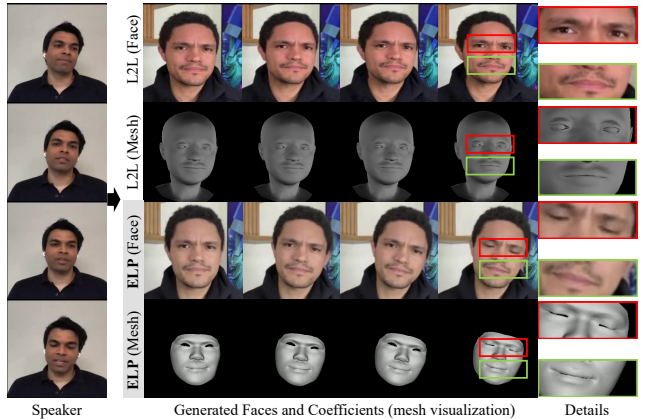 L2L (Face)
L2L (Mesh)
ELP (Face)
ELP (Mesh)
Speaker
Generated Faces and Coefficients (mesh visualization)
Details